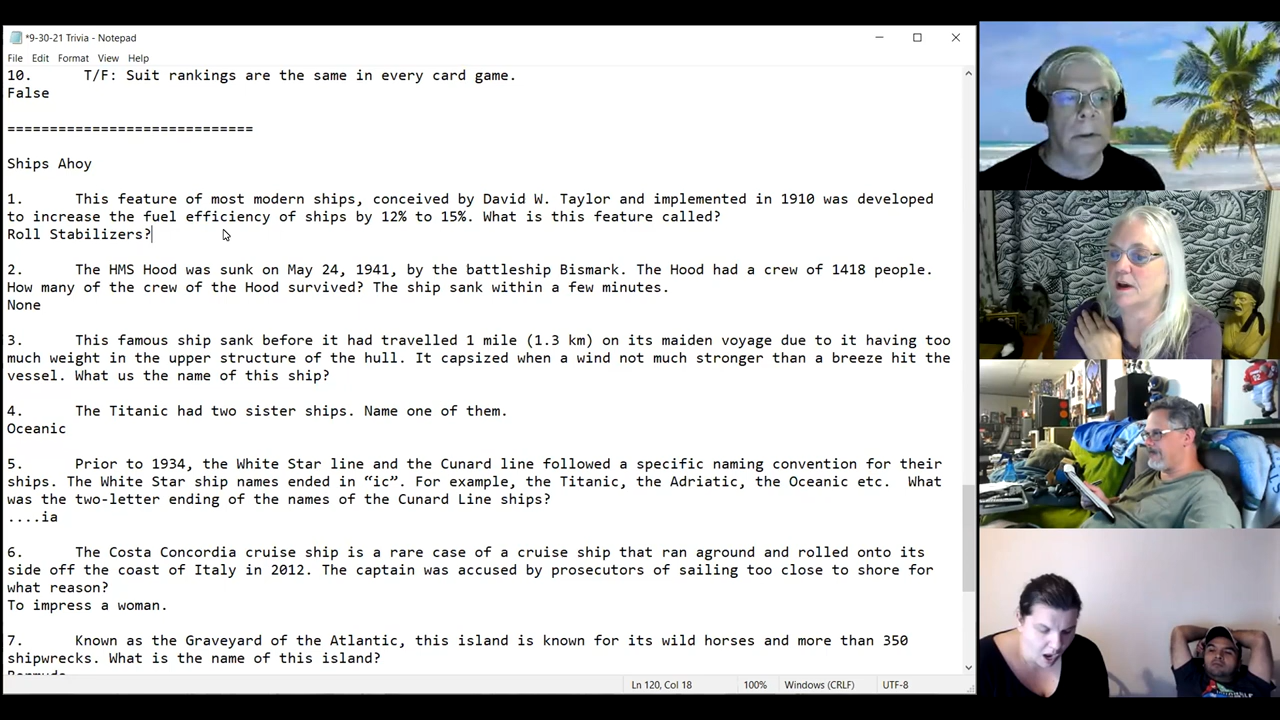 *9-30-21 Trivia - Notepad
File Edit Format View Help
10. T/F: Suit rankings are the same in every card game.
False
=============================
Ships Ahoy
1. This feature of most modern ships, conceived by David W. Taylor and implemented in 1910 was developed
to increase the fuel efficiency of ships by 12% to 15%. What is this feature called?
Roll Stabilizers?
2. The HMS Hood was sunk on May 24, 1941, by the battleship Bismark. The Hood had a crew of 1418 people.
How many of the crew of the Hood survived? The ship sank within a few minutes.
None
3. This famous ship sank before it had travelled 1 mile (1.3 km) on its maiden voyage due to it having too
much weight in the upper structure of the hull. It capsized when a wind not much stronger than a breeze hit the
vessel. What us the name of this ship?
4. The Titanic had two sister ships. Name one of them.
Oceanic
5. Prior to 1934, the White Star line and the Cunard line followed a specific naming convention for their
ships. The White Star ship names ended in “ic”. For example, the Titanic, the Adriatic, the Oceanic etc. What
was the two-letter ending of the names of the Cunard Line ships?
....ia
6. The Costa Concordia cruise ship is a rare case of a cruise ship that ran aground and rolled onto its
side off the coast of Italy in 2012. The captain was accused by prosecutors of sailing too close to shore for
what reason?
To impress a woman.
7. Known as the Graveyard of the Atlantic, this island is known for its wild horses and more than 350
shipwrecks. What is the name of this island?
Bermuda
Ln 120, Col 18 100% Windows (CRLF) UTF-8